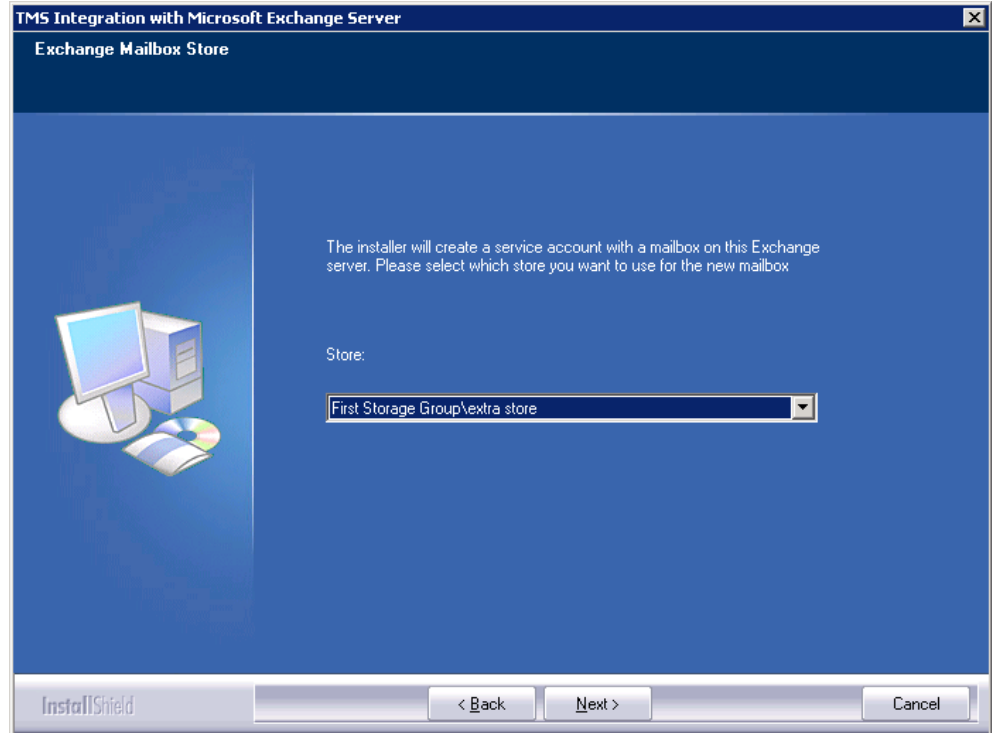 TMS Integration with Microsoft Exchange Server
Exchange Mailbox Store
The installer will create a service account with a mailbox on this Exchange
server. Please select which store you want to use for the new mailbox
Store:
First Storage Group\extra store
InstallShield
< Back
Next >
Cancel